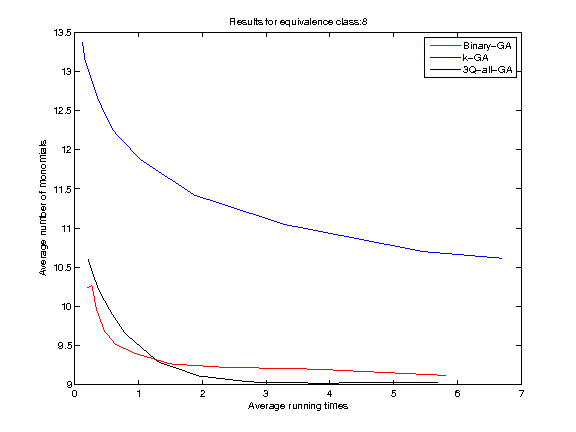 Results for equivalence class:8
13.5
13
12.5
12
11.5
11
10.5
10
9.5
9
Average number of monomials
Binary-GA
k-GA
3Q-all-GA
0 1 2 3 4 5 6 7
Average running times